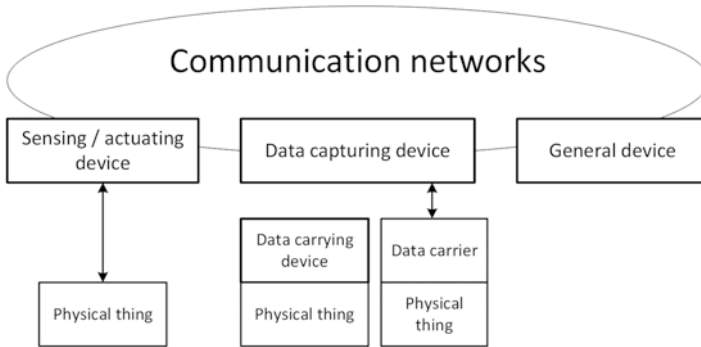 Communication networks
Sensing / actuating
device
Data capturing device
General device
Data carrying
device
Data carrier
Physical thing
Physical thing
Physical
thing